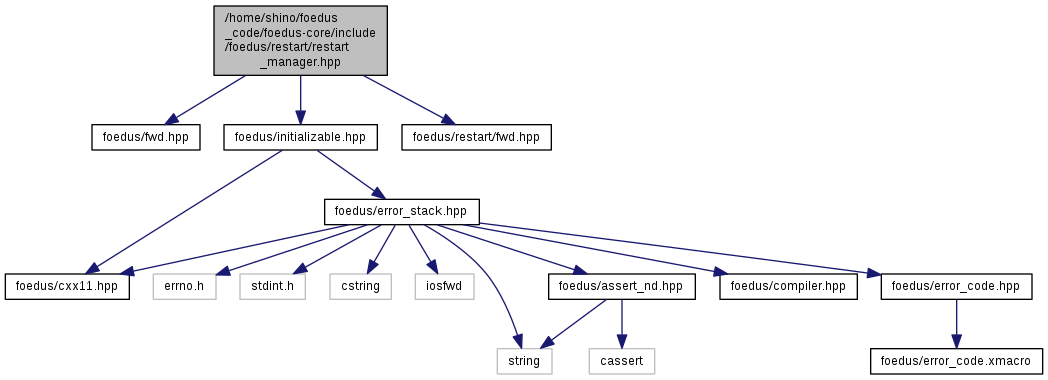 /home/shino/foedus
_code/foedus-core/include
/foedus/restart/restart
_manager.hpp
foedus/fwd.hpp
foedus/initializable.hpp
foedus/restart/fwd.hpp
foedus/error_stack.hpp
foedus/cxx11.hpp
errno.h
stdint.h
cstring
iosfwd
foedus/assert_nd.hpp
foedus/compiler.hpp
foedus/error_code.hpp
string
cassert
foedus/error_code.xmacro